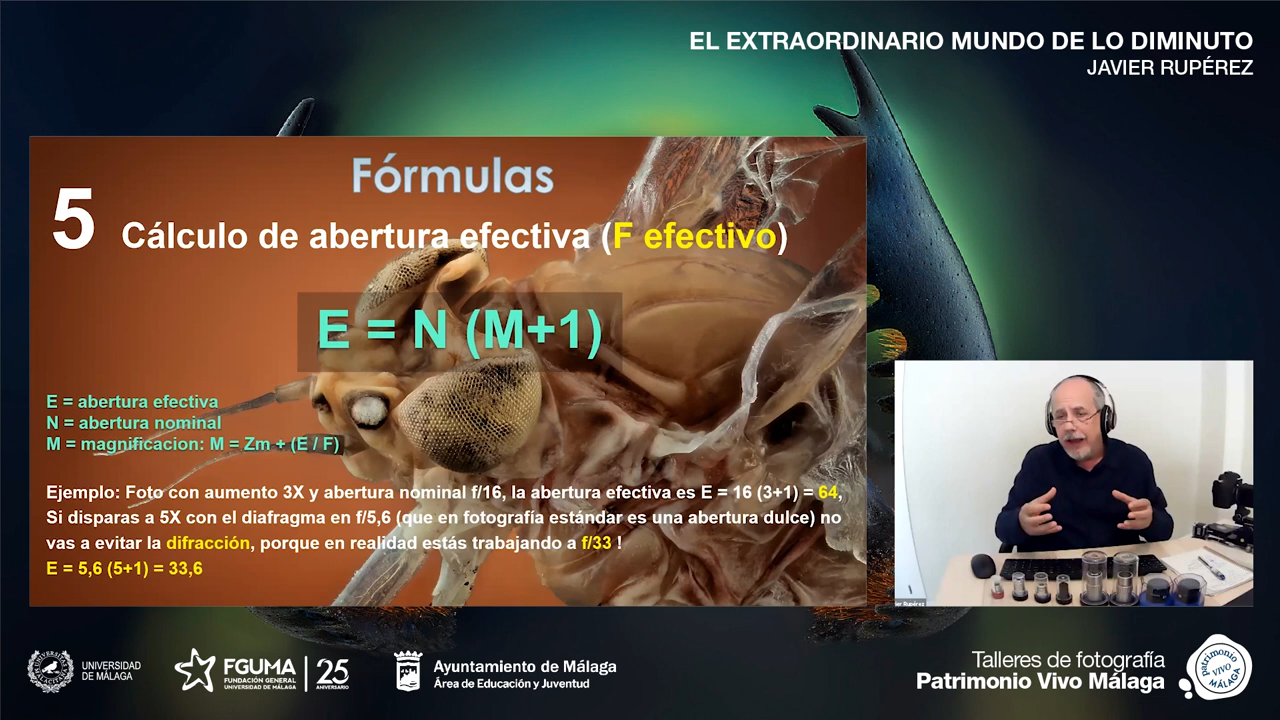 EL EXTRAORDINARIO MUNDO DE LO DIMINUTO
JAVIER RUPÉREZ
Fórmulas
5 Cálculo de abertura efectiva (F efectivo)
E = N (M+1)
E = abertura efectiva
N = abertura nominal
M = magnificacion: M = Zm + (E / F)
Ejemplo: Foto con aumento 3X y abertura nominal f/16, la abertura efectiva es E = 16 (3+1) = 64,
Si disparas a 5X con el diafragma en f/5,6 (que en fotografía estándar es una abertura dulce) no
vas a evitar la difracción, porque en realidad estás trabajando a f/33 !
E = 5,6 (5+1) = 33,6
ier Rupérez
UNIVERSIDAD
DE MÁLAGA
FGUMA
FUNDACIÓN GENERAL
UNIVERSIDAD DE MÁLAGA
25
ANIVERSARIO
Ayuntamiento de Málaga
Área de Educación y Juventud
Talleres de fotografía
Patrimonio Vivo Málaga
patrimonio
VIVO
MÁLAGA